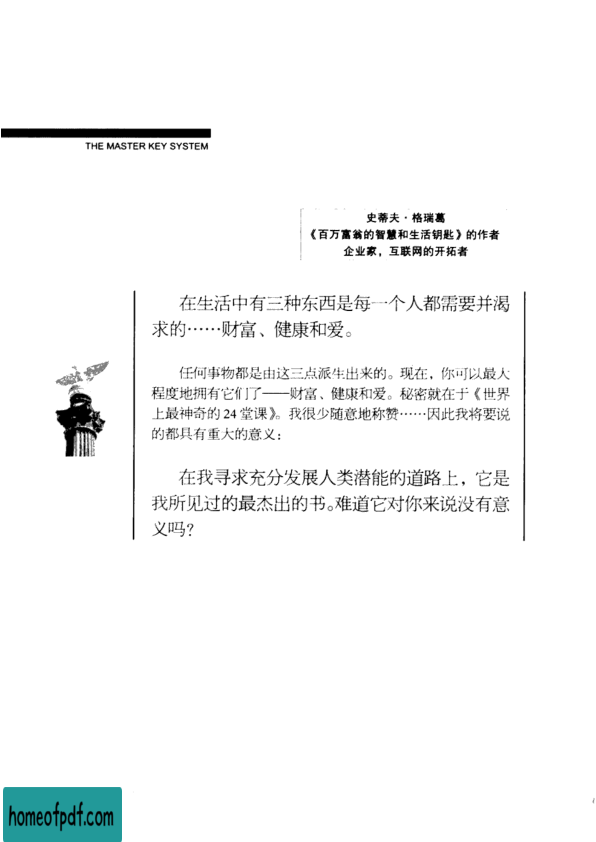 THE MASTER KEY SYSTEM
史蒂夫·格瑞葛
《百万富翁的智慧和生活钥匙》的作者
企业家，互联网的开拓者
在生活中有三种东西是每一个人都需要并渴
求的……财富、健康和爱。
任何事物都是由这三点派生出来的。现在，你可以最大
程度地拥有它们了——财富、健康和爱。秘密就在于《世界
上最神奇的 24 堂课》。我很少随意地称赞……因此我将要说
的都具有重大的意义：
在我寻求充分发展人类潜能的道路上，它是
我所见过的最杰出的书。难道它对你来说没有意
义吗？
homeofpdf.com